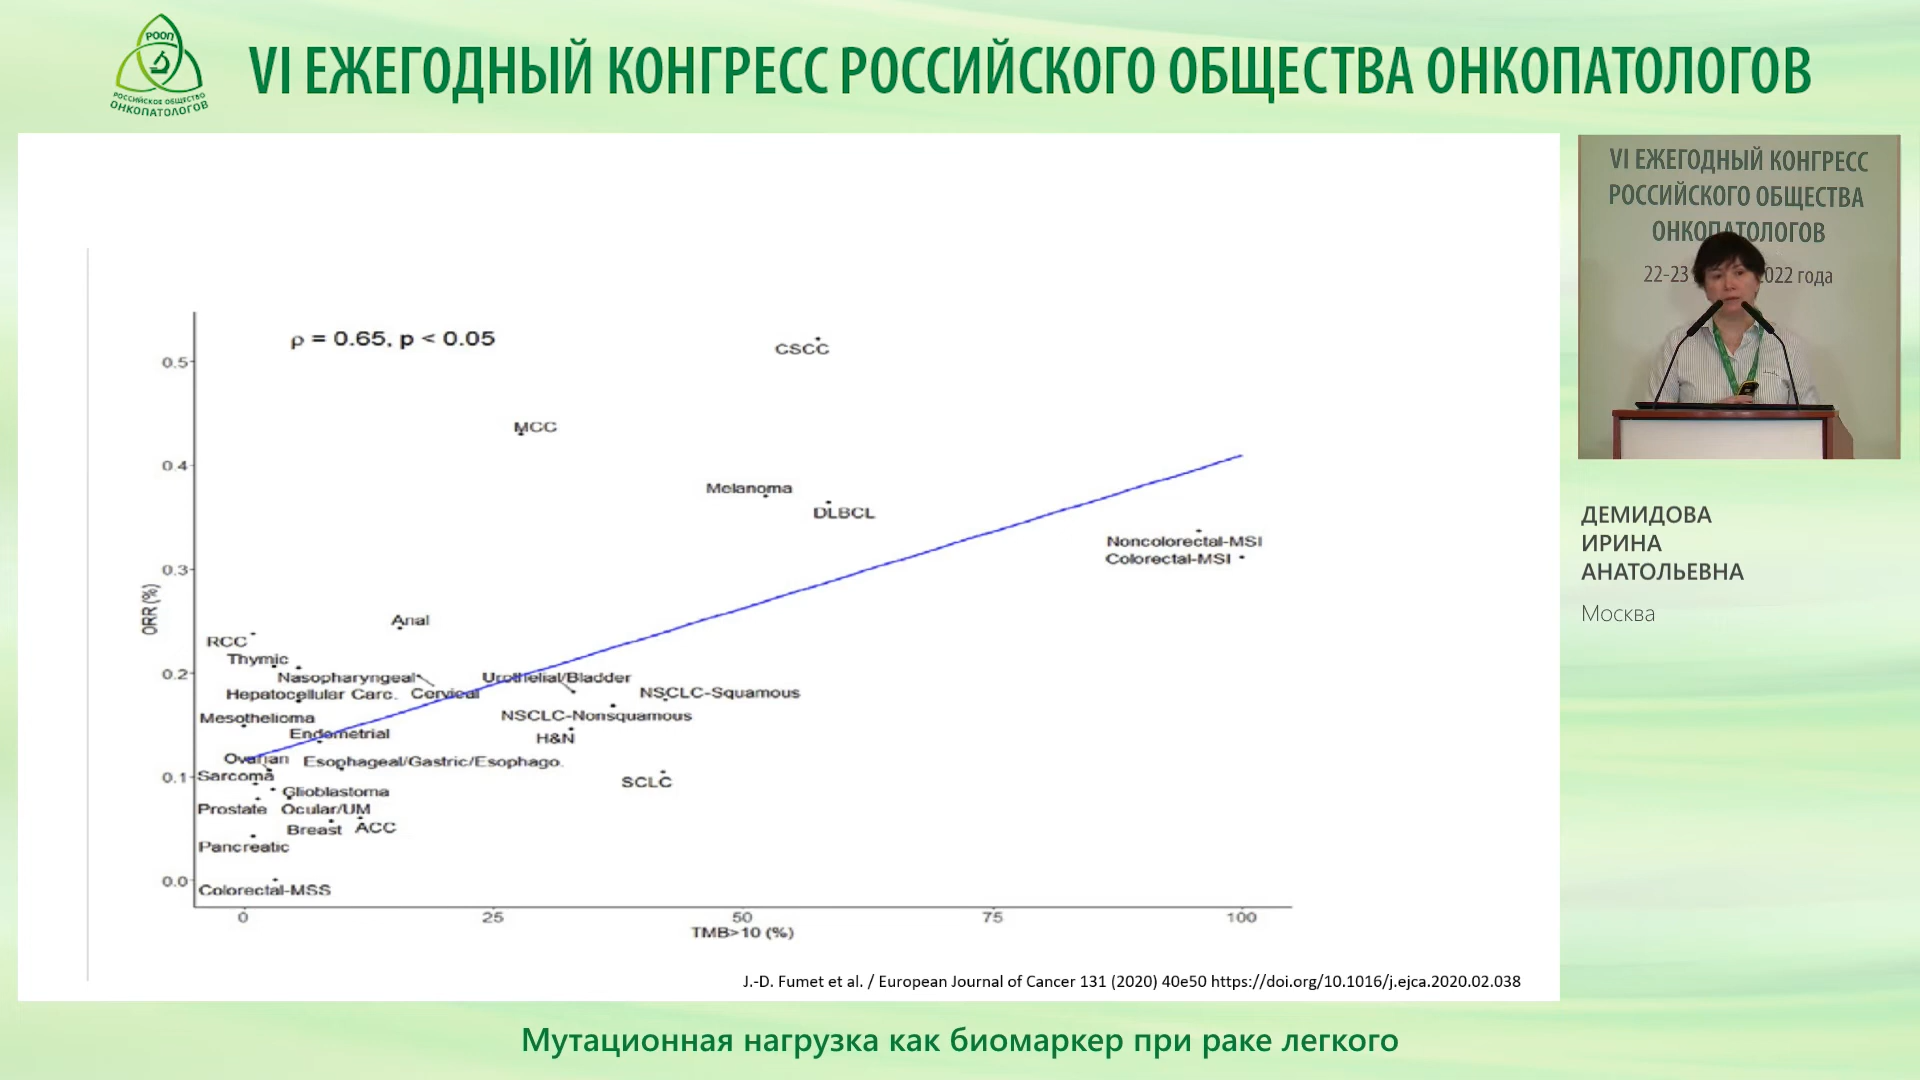 РООП
РОССИЙСКОЕ ОБЩЕСТВО
ОНКОПАТОЛОГОВ
VI ЕЖЕГОДНЫЙ КОНГРЕСС РОССИЙСКОГО ОБЩЕСТВА ОНКОПАТОЛОГОВ
VI ЕЖЕГОДНЫЙ КОНГРЕСС
РОССИЙСКОГО ОБЩЕСТВА
ОНКОПАТОЛОГОВ
22-23 2022 года
ДЕМИДОВА
ИРИНА
АНАТОЛЬЕВНА
Москва
ρ = 0.65, p < 0.05
CSCC
0.5
MCC
0.4
Melanoma
DLBCL
Noncolorectal-MSI
Colorectal-MSI
0.3
ORR (%)
Anal
RCC
Thymic
0.2
Nasopharyngeal
Urothelial/Bladder
Hepatocellular Carc.
Cervical
NSCLC-Squamous
Mesothelioma
NSCLC-Nonsquamous
Endometrial
H&N
Ovarian
Esophageal/Gastric/Esophago.
0.1
Sarcoma
SCLC
Glioblastoma
Prostate
Ocular/UM
Breast
ACC
Pancreatic
0.0
Colorectal-MSS
0 25 50 75 100
TMB>10 (%)
J.-D. Fumet et al. / European Journal of Cancer 131 (2020) 40e50 https://doi.org/10.1016/j.ejca.2020.02.038
Мутационная нагрузка как биомаркер при раке легкого